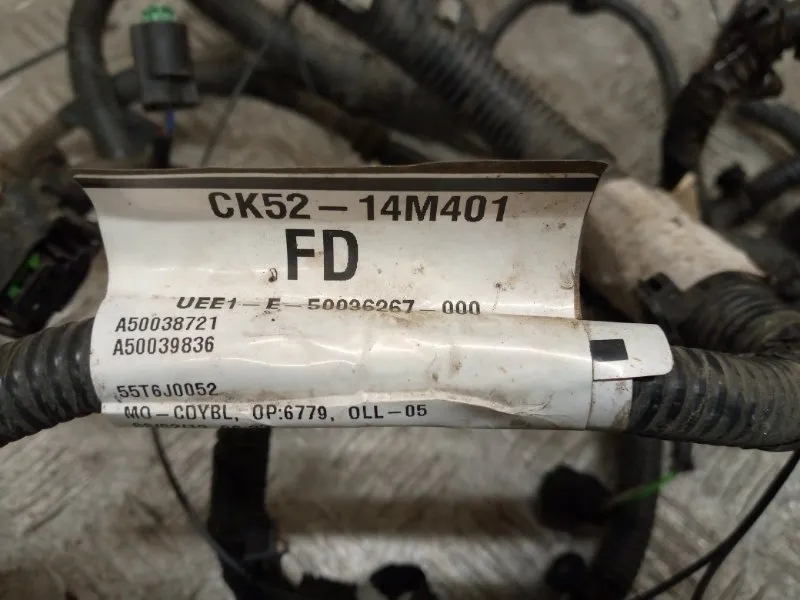 CK52-14M401
FD
UEE1-E-50036267-000
A50038721
A50039836
55T6J0052
MO-CDYBL, OP:6779, OLL-05